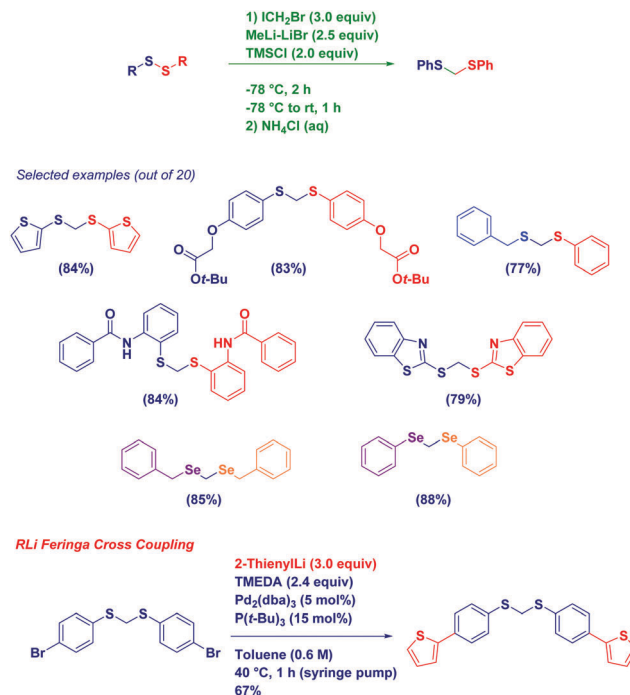 1) ICH₂Br (3.0 equiv)
MeLi-LiBr (2.5 equiv)
TMSCl (2.0 equiv)
R S S R
PhS SPh
-78 °C, 2 h
-78 °C to rt, 1 h
2) NH₄Cl (aq)
Selected examples (out of 20)
S S S S
(84%)
S S
O O
O O
Ot-Bu Ot-Bu
(83%)
S S
(77%)
O O
N H NH
S S
(84%)
N N
S S S S
(79%)
Se Se
(85%)
Se Se
(88%)
RLi Feringa Cross Coupling
2-ThienylLi (3.0 equiv)
TMEDA (2.4 equiv)
Pd₂(dba)₃ (5 mol%)
P(t-Bu)₃ (15 mol%)
S S
Br Br
Toluene (0.6 M)
40 °C, 1 h (syringe pump)
67%
S S
S S